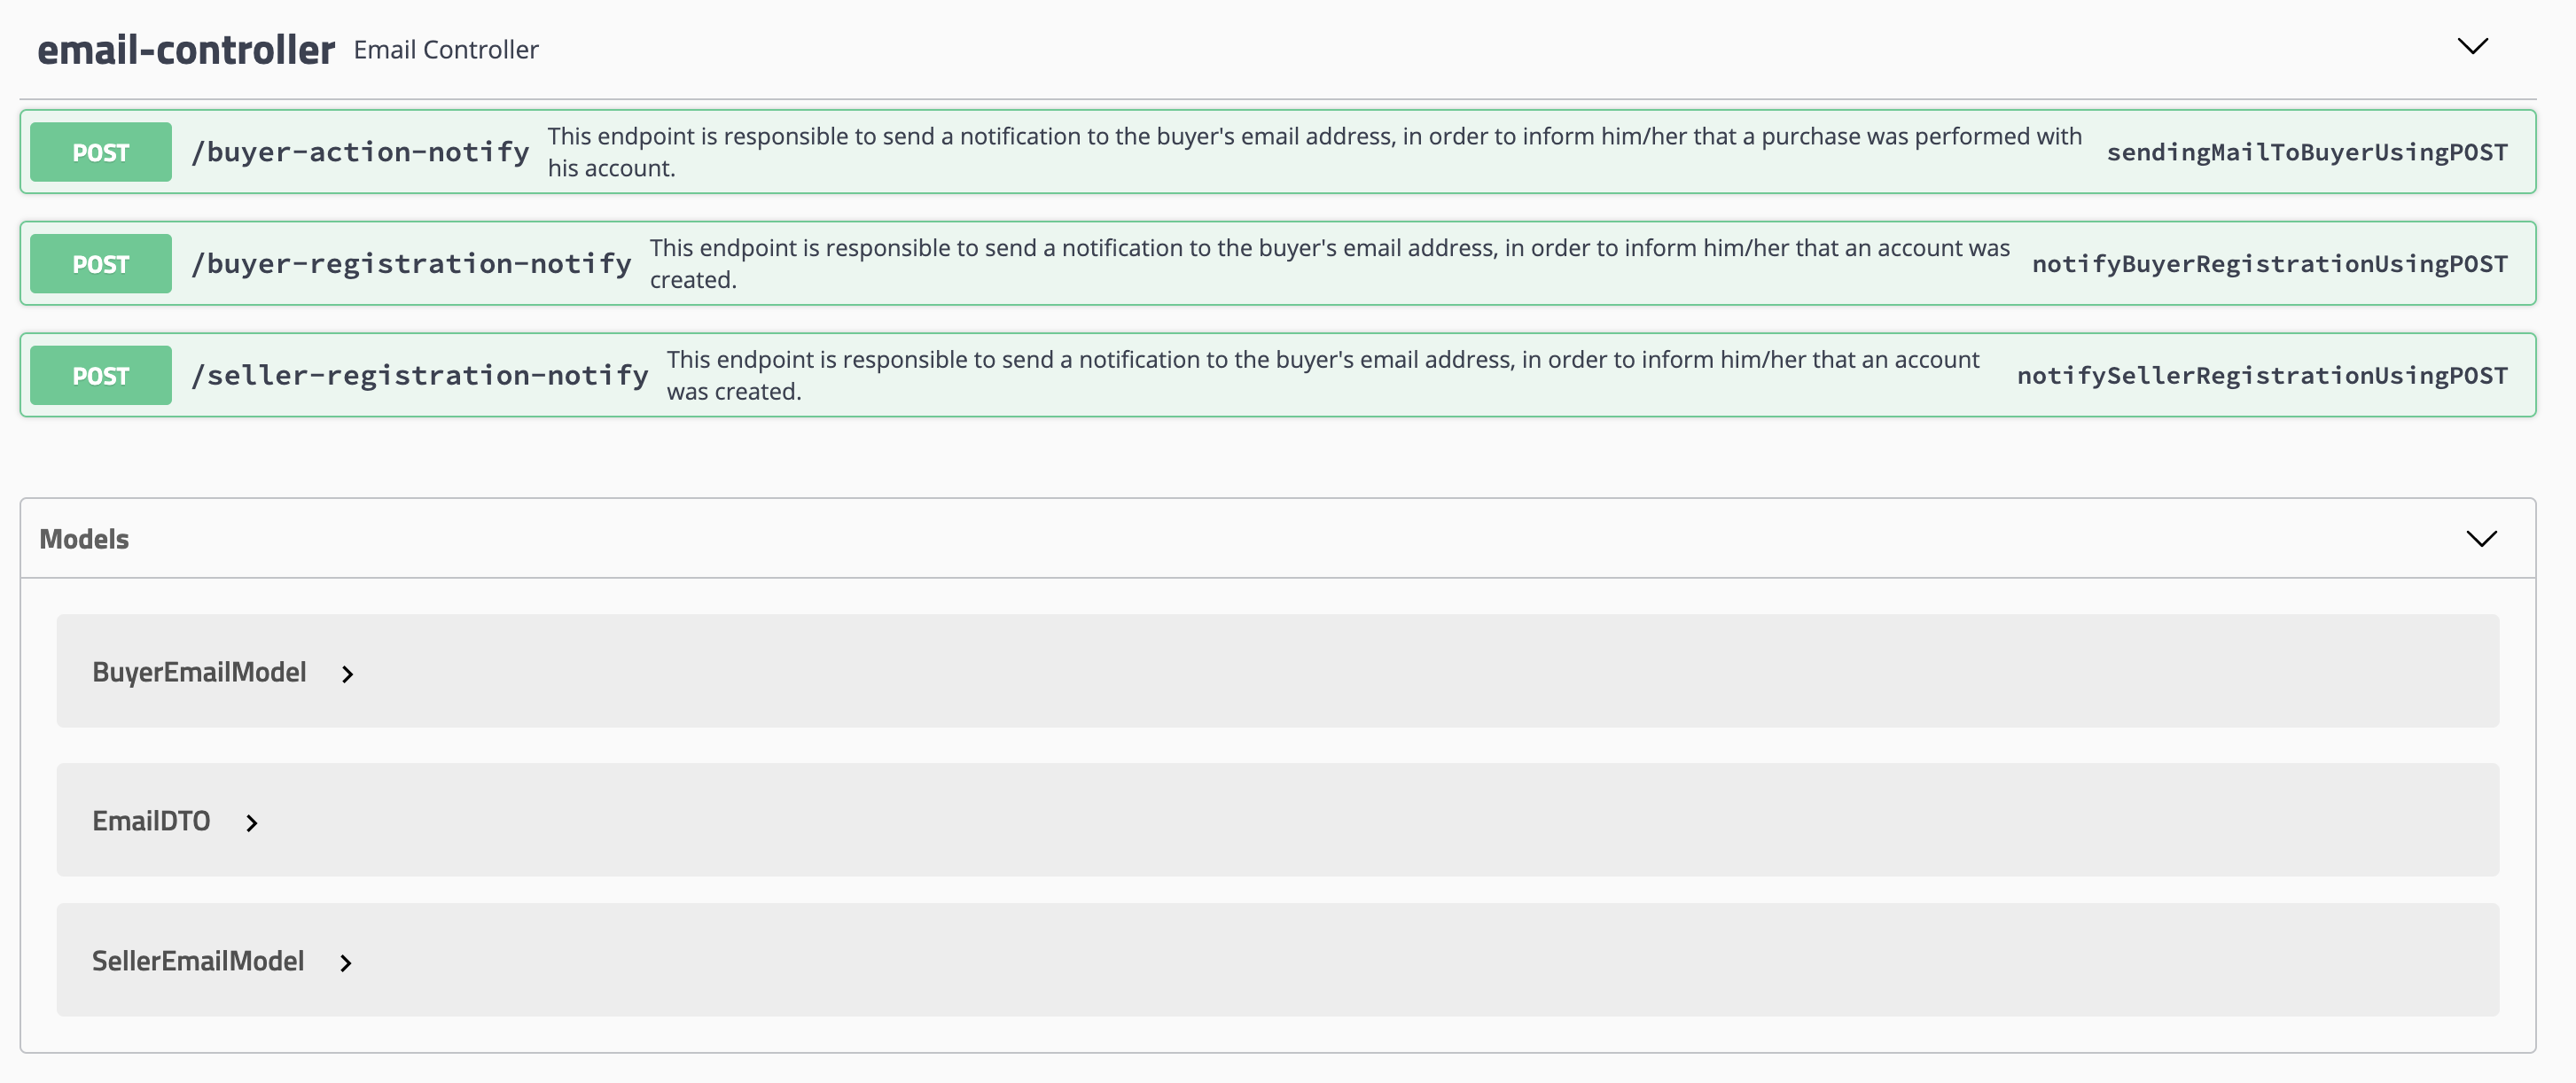 email-controller Email Controller
POST /buyer-action-notify This endpoint is responsible to send a notification to the buyer's email address, in order to inform him/her that a purchase was performed with
his account. sendingMailToBuyerUsingPOST
POST /buyer-registration-notify This endpoint is responsible to send a notification to the buyer's email address, in order to inform him/her that an account was
created. notifyBuyerRegistrationUsingPOST
POST /seller-registration-notify This endpoint is responsible to send a notification to the buyer's email address, in order to inform him/her that an account
was created. notifySellerRegistrationUsingPOST
Models
BuyerEmailModel
EmailDTO
SellerEmailModel